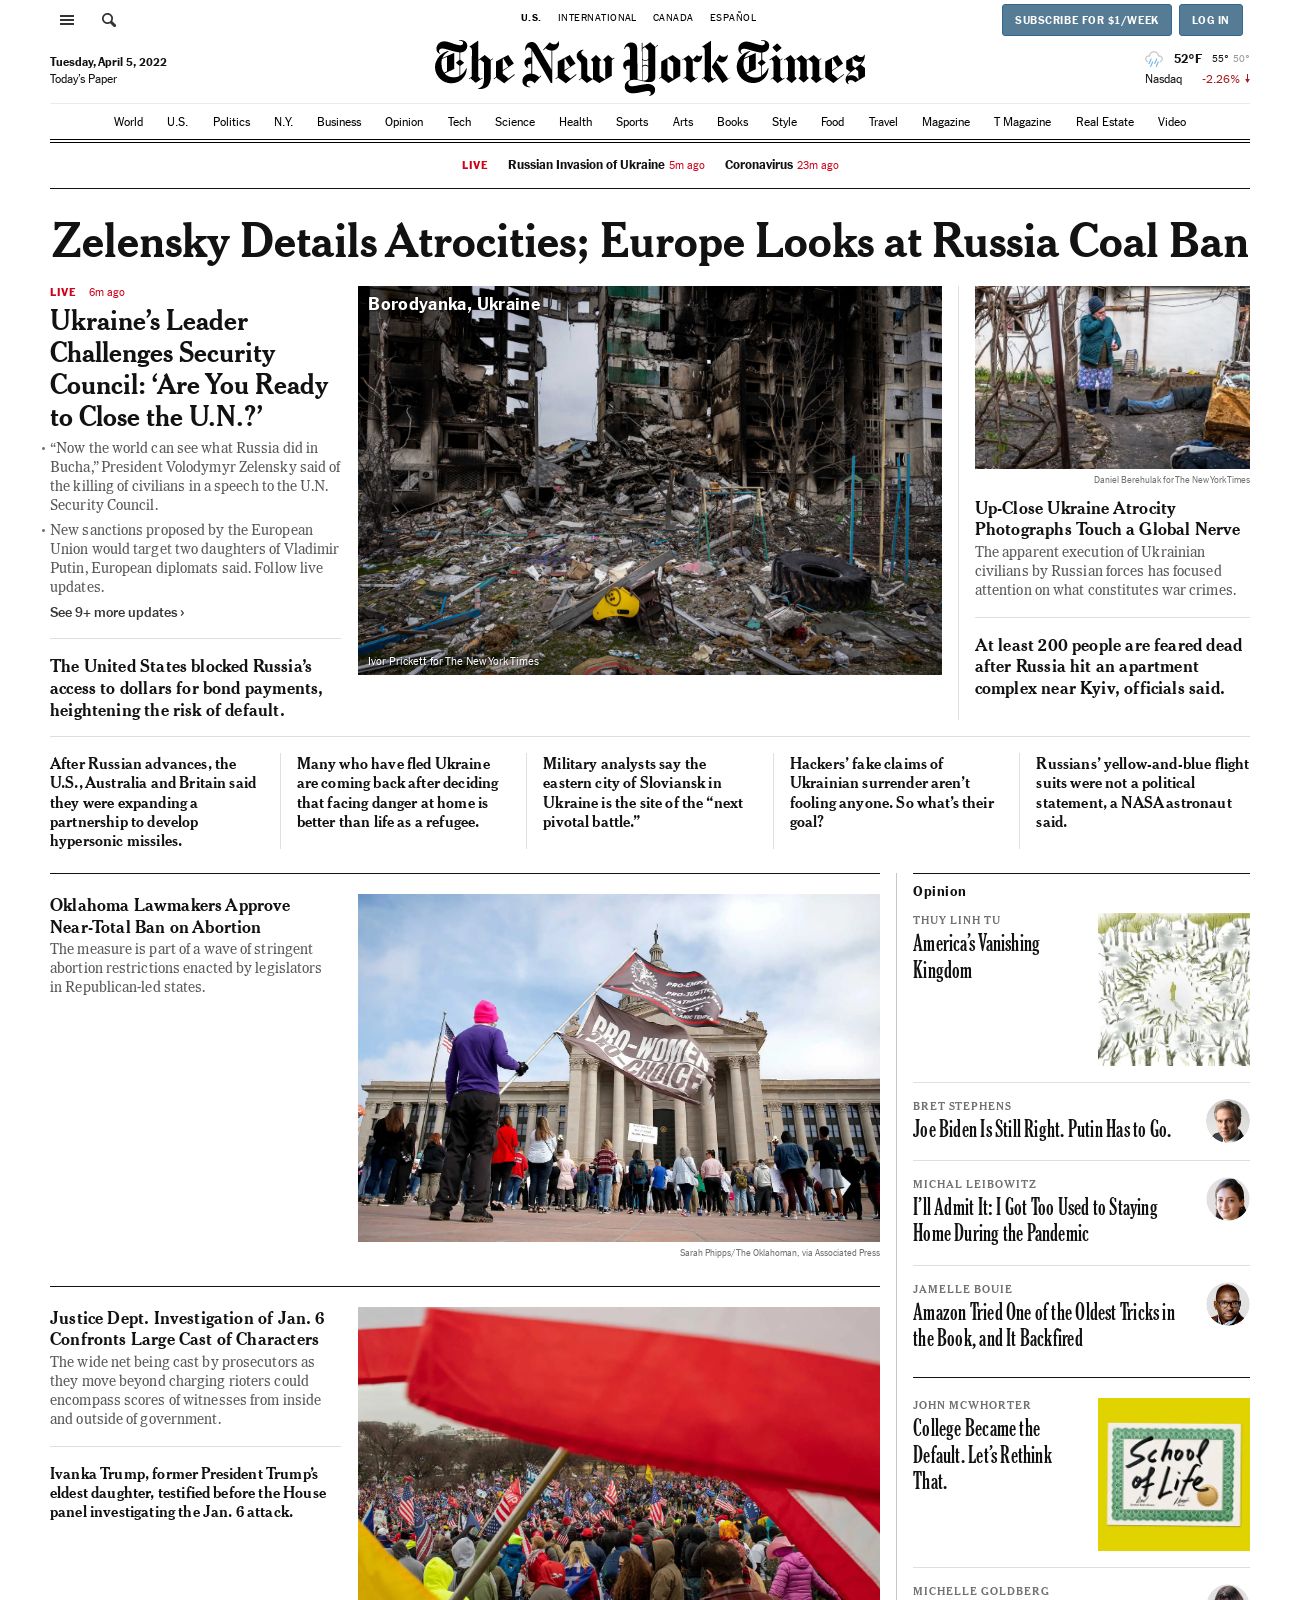 U.S. INTERNATIONAL CANADA ESPAÑOL
SUBSCRIBE FOR $1/WEEK LOG IN
The New York Times
Tuesday, April 5, 2022
Today's Paper
52°F 55° 50°
Nasdaq -2.26%
World U.S. Politics N.Y. Business Opinion Tech Science Health Sports Arts Books Style Food Travel Magazine T Magazine Real Estate Video
LIVE Russian Invasion of Ukraine 5m ago Coronavirus 23m ago
Zelensky Details Atrocities; Europe Looks at Russia Coal Ban
LIVE 6m ago
Ukraine's Leader
Challenges Security
Council: ‘Are You Ready
to Close the U.N.?’
“Now the world can see what Russia did in
Bucha,” President Volodymyr Zelensky said of
the killing of civilians in a speech to the U.N.
Security Council.
New sanctions proposed by the European
Union would target two daughters of Vladimir
Putin, European diplomats said. Follow live
updates.
See 9+ more updates ›
The United States blocked Russia’s
access to dollars for bond payments,
heightening the risk of default.
Borodyanka, Ukraine
Ivor Prickett for The New York Times
Daniel Berehulak for The New York Times
Up-Close Ukraine Atrocity
Photographs Touch a Global Nerve
The apparent execution of Ukrainian
civilians by Russian forces has focused
attention on what constitutes war crimes.
At least 200 people are feared dead
after Russia hit an apartment
complex near Kyiv, officials said.
After Russian advances, the
U.S., Australia and Britain said
they were expanding a
partnership to develop
hypersonic missiles.
Many who have fled Ukraine
are coming back after deciding
that facing danger at home is
better than life as a refugee.
Military analysts say the
eastern city of Sloviansk in
Ukraine is the site of the “next
pivotal battle.”
Hackers’ fake claims of
Ukrainian surrender aren’t
fooling anyone. So what’s their
goal?
Russians’ yellow-and-blue flight
suits were not a political
statement, a NASA astronaut
said.
Oklahoma Lawmakers Approve
Near-Total Ban on Abortion
The measure is part of a wave of stringent
abortion restrictions enacted by legislators
in Republican-led states.
PRO-EMPA
PRO-JUSTIC
PRO-WOMEN
PRO-CHOICE
Sarah Phipps/The Oklahoman, via Associated Press
Justice Dept. Investigation of Jan. 6
Confronts Large Cast of Characters
The wide net being cast by prosecutors as
they move beyond charging rioters could
encompass scores of witnesses from inside
and outside of government.
Ivanka Trump, former President Trump’s
eldest daughter, testified before the House
panel investigating the Jan. 6 attack.
Opinion
THUY LINH TU
America’s Vanishing
Kingdom
BRET STEPHENS
Joe Biden Is Still Right. Putin Has to Go.
MICHAL LEIBOWITZ
I’ll Admit It: I Got Too Used to Staying
Home During the Pandemic
JAMELLE BOUIE
Amazon Tried One of the Oldest Tricks in
the Book, and It Backfired
JOHN MCWHORTER
College Became the
Default. Let’s Rethink
That.
School
of Life
MICHELLE GOLDBERG